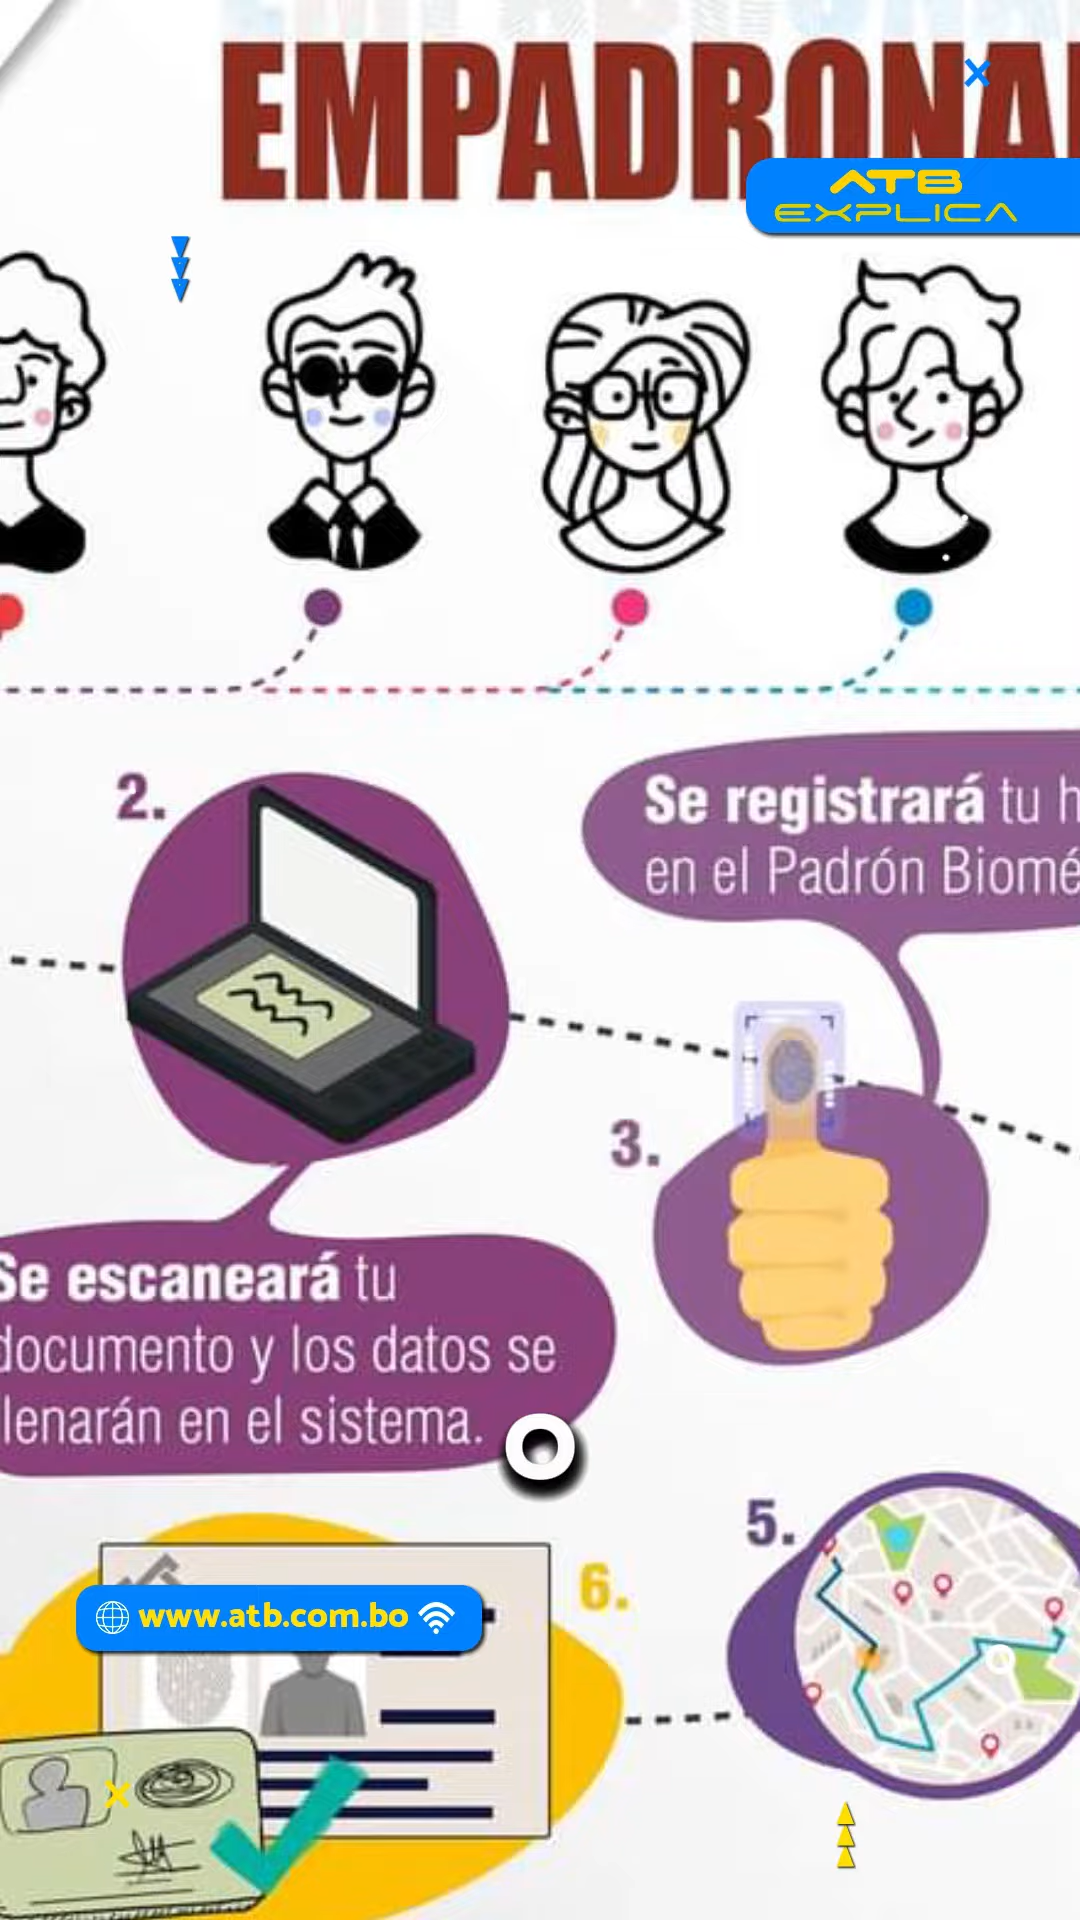 EMPADRONA
ATB
EXPLICA
2.
Se registrará tu h
en el Padrón Biomé
3.
Se escaneará tu
documento y los datos se
lenarán en el sistema.
O
5.
6.
www.atb.com.bo